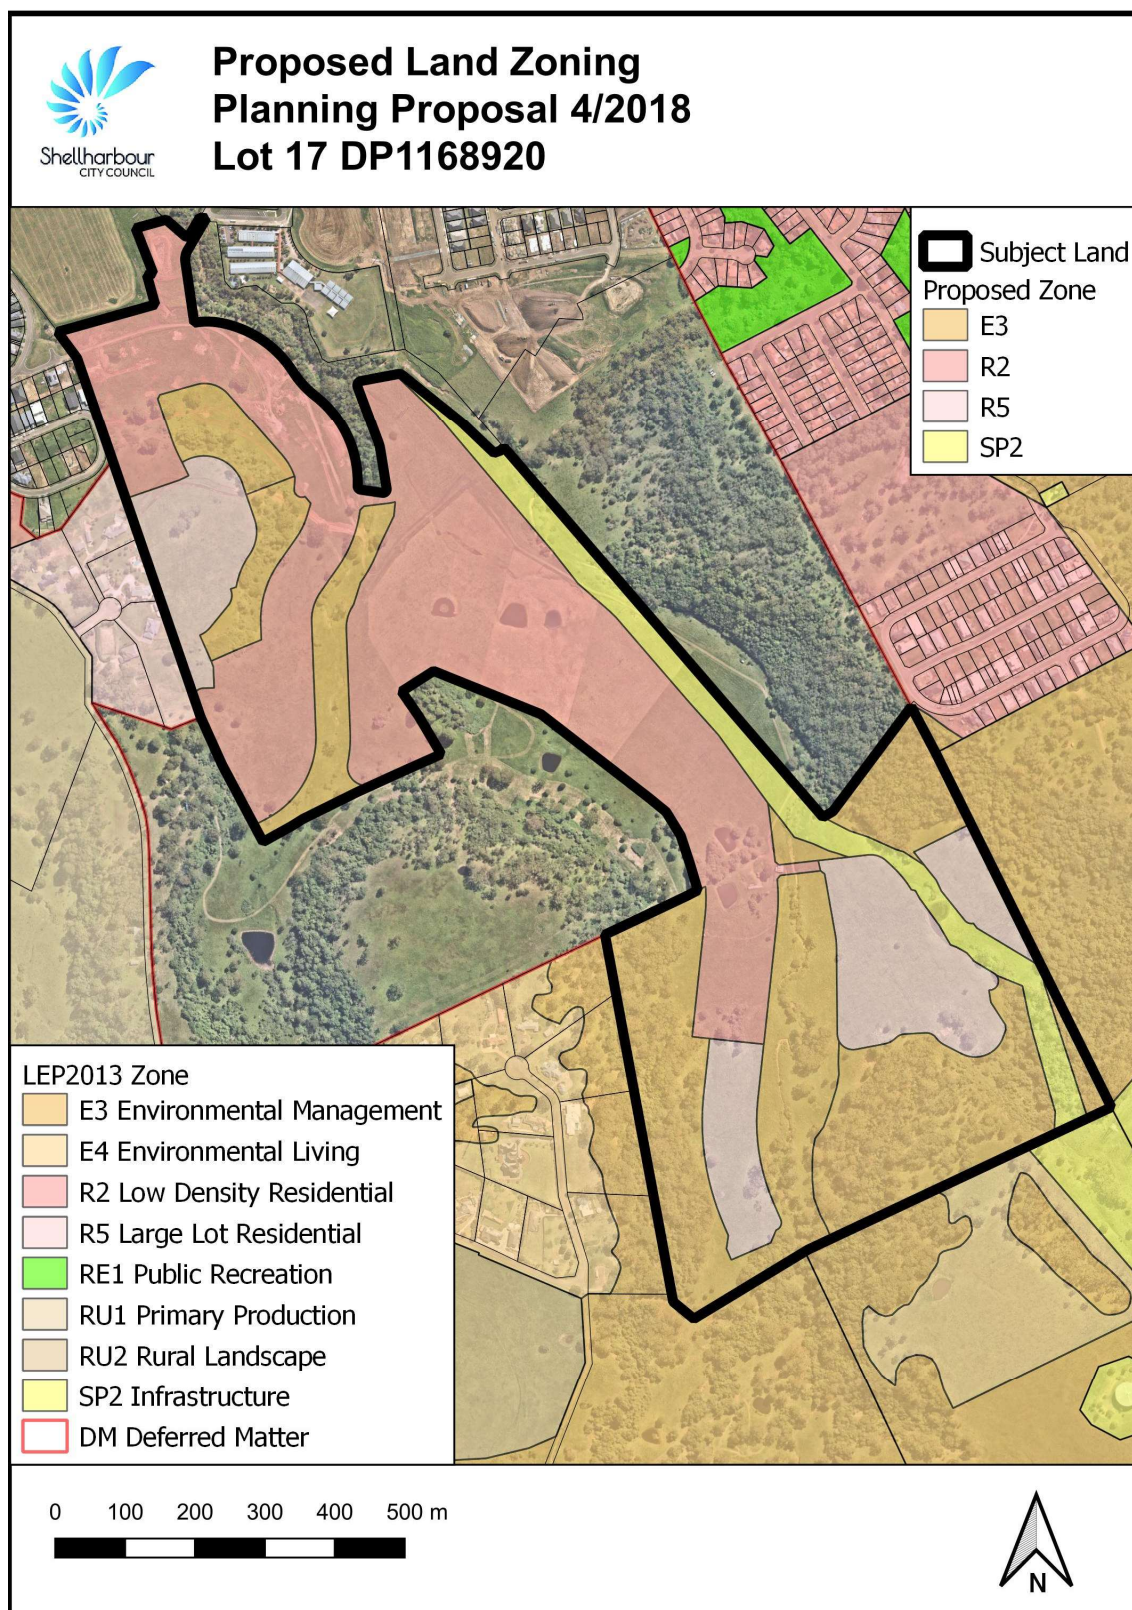 Shellharbour
CITY COUNCIL
Proposed Land Zoning
Planning Proposal 4/2018
Lot 17 DP1168920
Subject Land
Proposed Zone
E3
R2
R5
SP2
LEP2013 Zone
E3 Environmental Management
E4 Environmental Living
R2 Low Density Residential
R5 Large Lot Residential
RE1 Public Recreation
RU1 Primary Production
RU2 Rural Landscape
SP2 Infrastructure
DM Deferred Matter
0 100 200 300 400 500 m
N